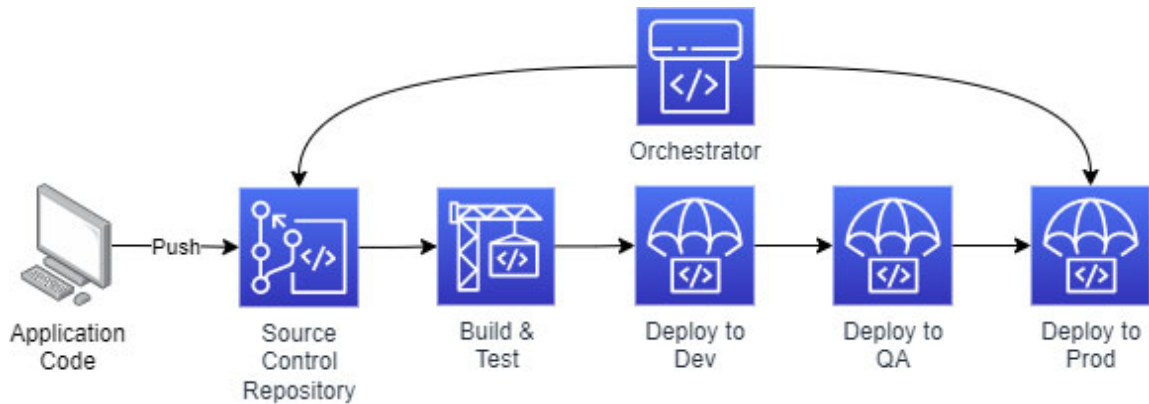 </>
Orchestrator
Push
</>
</>
</>
</>
</>
Application
Code
Source
Control
Repository
Build &
Test
Deploy to
Dev
Deploy to
QA
Deploy to
Prod